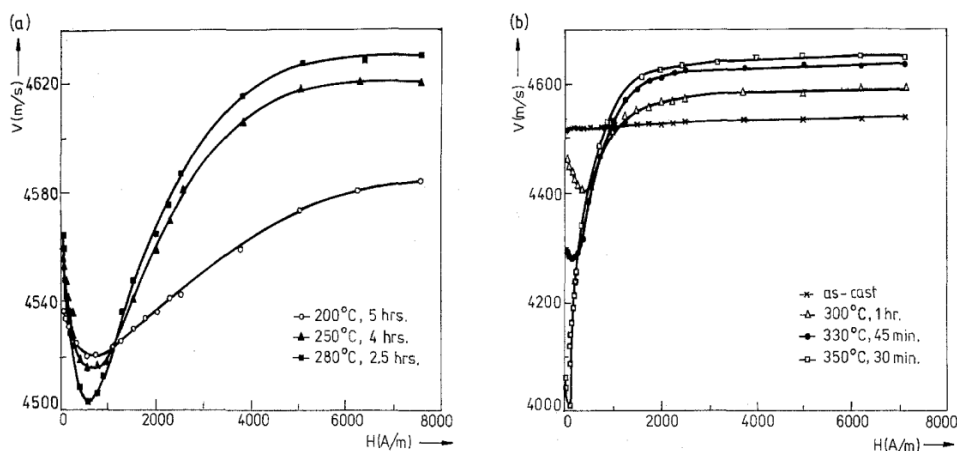 (a)
V(m/s)
4620
4580
4540
4500
0 2000 4000 6000 8000
H(A/m)
200°C, 5 hrs.
250°C, 4 hrs.
280°C, 2.5 hrs.
(b)
V(m/s)
4600
4400
4200
4000
0 2000 4000 6000 8000
H(A/m)
as-cast
300°C, 1 hr.
330°C, 45 min.
350°C, 30 min.